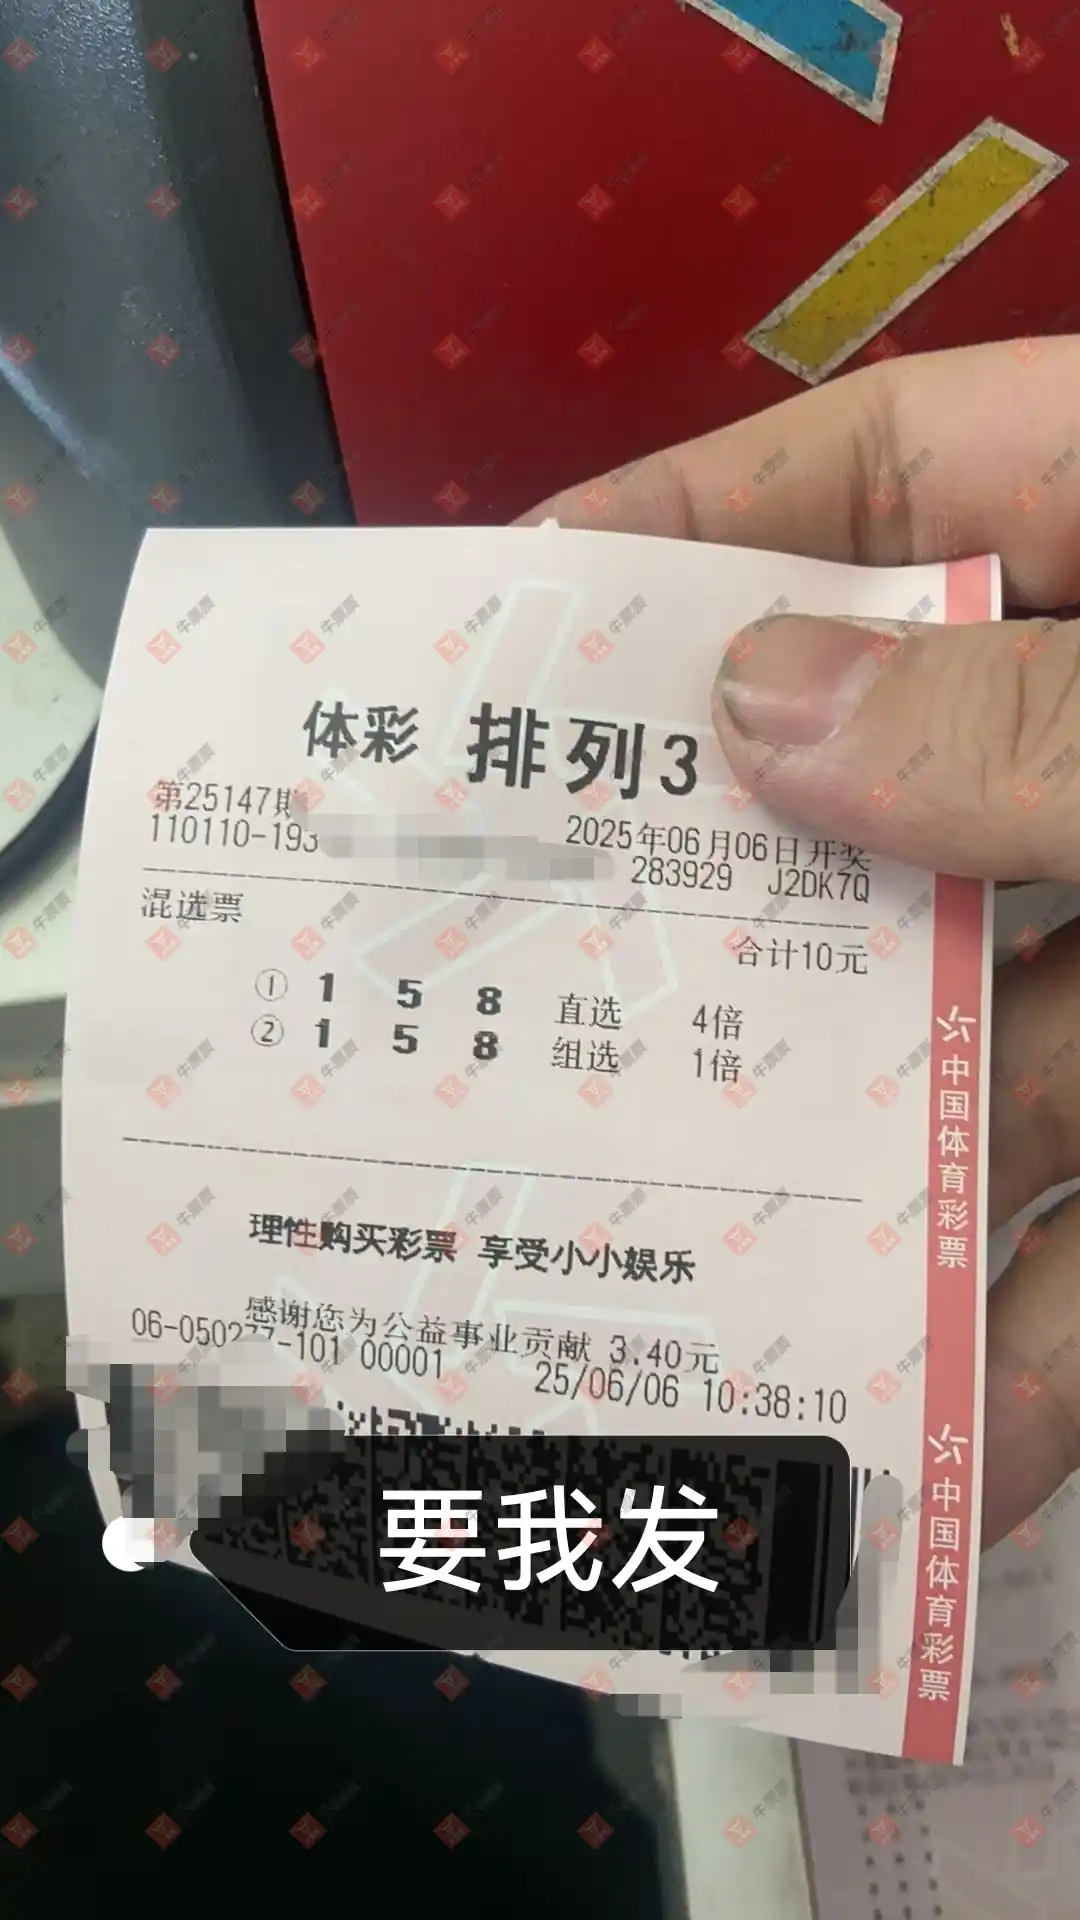 体彩 排列3
第25147期
110110-193
2025年06月06日开奖
283929 J2DK7Q
混选票
合计10元
① 1 5 8 直选 4倍
② 1 5 8 组选 1倍
理性购买彩票 享受小小娱乐
感谢您为公益事业贡献 3.40元
06-050277-101 00001
25/06/06 10:38:10
要我发
中国体育彩票
中国体育彩票
牛票票